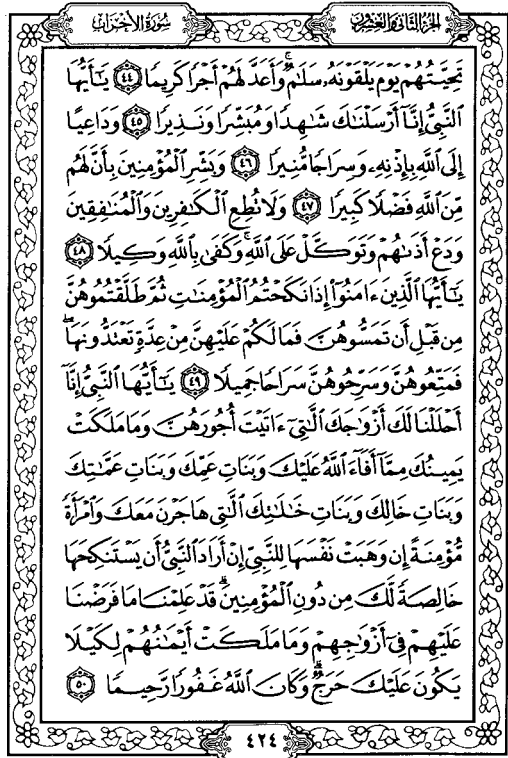 الجزء الثاني والعشرون
سورة الأحزاب
تَحِيَّتُهُمْ يَوْمَ يَلْقَوْنَهُۥ سَلَٰمٌ ۚ وَأَعَدَّ لَهُمْ أَجْرًا كَرِيمًا ﴿٤٤﴾ يَٰٓأَيُّهَا
ٱلنَّبِىُّ إِنَّآ أَرْسَلْنَٰكَ شَٰهِدًا وَمُبَشِّرًا وَنَذِيرًا ﴿٤٥﴾ وَدَاعِيًا
إِلَى ٱللَّهِ بِإِذْنِهِۦ وَسِرَاجًا مُّنِيرًا ﴿٤٦﴾ وَبَشِّرِ ٱلْمُؤْمِنِينَ بِأَنَّ لَهُم
مِّنَ ٱللَّهِ فَضْلًا كَبِيرًا ﴿٤٧﴾ وَلَا تُطِعِ ٱلْكَٰفِرِينَ وَٱلْمُنَٰفِقِينَ
وَدَعْ أَذَىٰهُمْ وَتَوَكَّلْ عَلَى ٱللَّهِ ۚ وَكَفَىٰ بِٱللَّهِ وَكِيلًا ﴿٤٨﴾
يَٰٓأَيُّهَا ٱلَّذِينَ ءَامَنُوٓا۟ إِذَا نَكَحْتُمُ ٱلْمُؤْمِنَٰتِ ثُمَّ طَلَّقْتُمُوهُنَّ
مِن قَبْلِ أَن تَمَسُّوهُنَّ فَمَا لَكُمْ عَلَيْهِنَّ مِنْ عِدَّةٍ تَعْتَدُّونَهَا ۖ
فَمَتِّعُوهُنَّ وَسَرِّحُوهُنَّ سَرَاحًا جَمِيلًا ﴿٤٩﴾ يَٰٓأَيُّهَا ٱلنَّبِىُّ إِنَّآ
أَحْلَلْنَا لَكَ أَزْوَٰجَكَ ٱلَّٰتِىٓ ءَاتَيْتَ أُجُورَهُنَّ وَمَا مَلَكَتْ
يَمِينُكَ مِمَّآ أَفَآءَ ٱللَّهُ عَلَيْكَ وَبَنَاتِ عَمِّكَ وَبَنَاتِ عَمَّٰتِكَ
وَبَنَاتِ خَالِكَ وَبَنَاتِ خَٰلَٰتِكَ ٱلَّٰتِى هَاجَرْنَ مَعَكَ وَٱمْرَأَةً
مُّؤْمِنَةً إِن وَهَبَتْ نَفْسَهَا لِلنَّبِىِّ إِنْ أَرَادَ ٱلنَّبِىُّ أَن يَسْتَنكِحَهَا
خَالِصَةً لَّكَ مِن دُونِ ٱلْمُؤْمِنِينَ ۗ قَدْ عَلِمْنَا مَا فَرَضْنَا
عَلَيْهِمْ فِىٓ أَزْوَٰجِهِمْ وَمَا مَلَكَتْ أَيْمَٰنُهُمْ لِكَيْلَا
يَكُونَ عَلَيْكَ حَرَجٌ ۗ وَكَانَ ٱللَّهُ غَفُورًا رَّحِيمًا ﴿٥٠﴾
٤٢٤